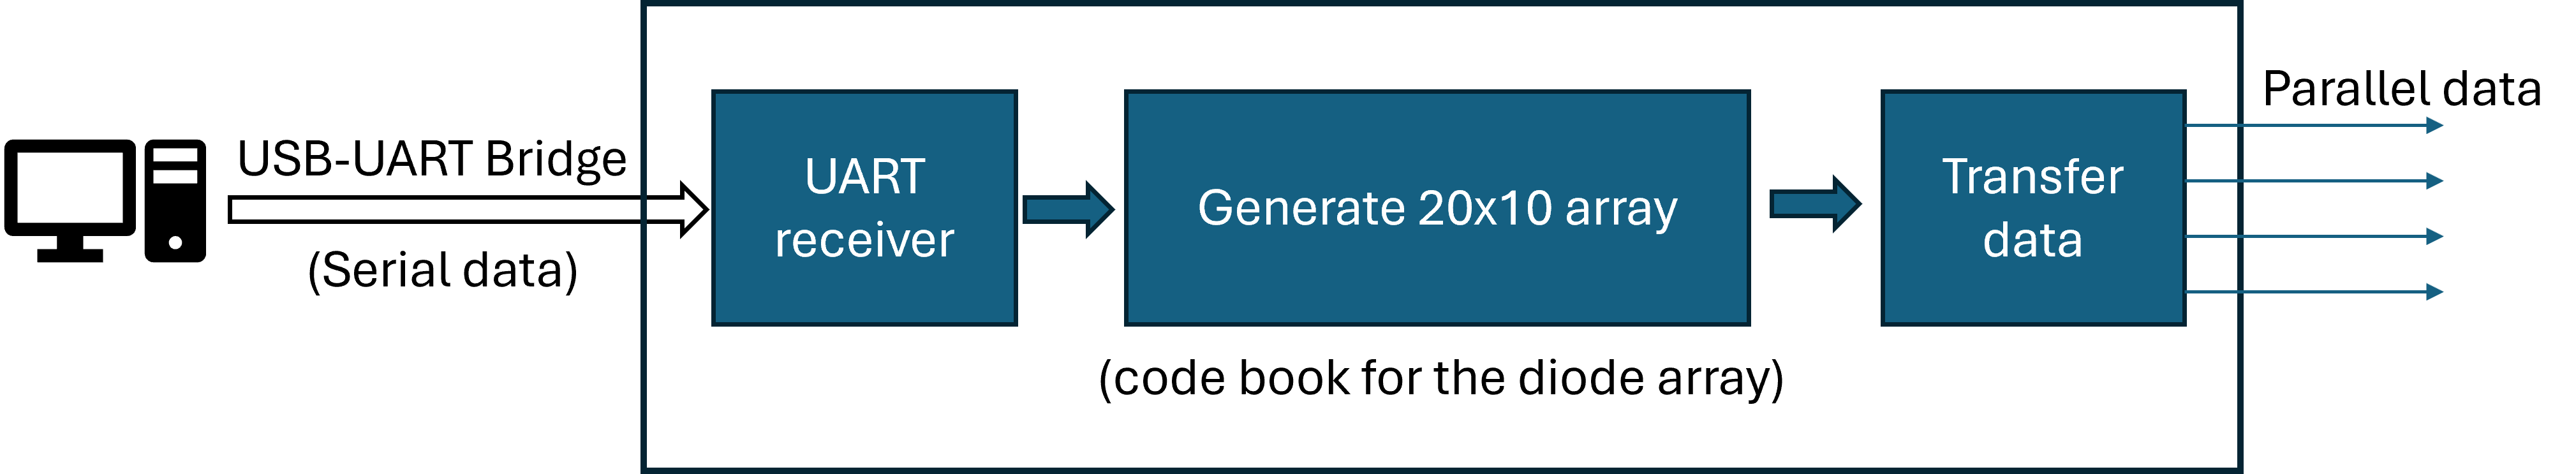 USB-UART Bridge
(Serial data)
UART
receiver
Generate 20x10 array
(code book for the diode array)
Transfer
data
Parallel data